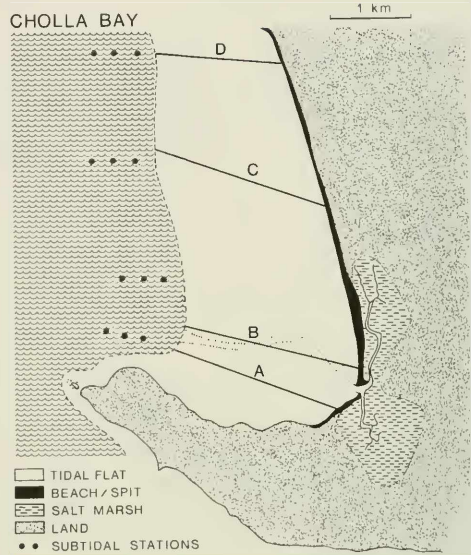 CHOLLA BAY
1 km
D
C
B
A
TIDAL FLAT
BEACH/SPIT
SALT MARSH
LAND
SUBTIDAL STATIONS